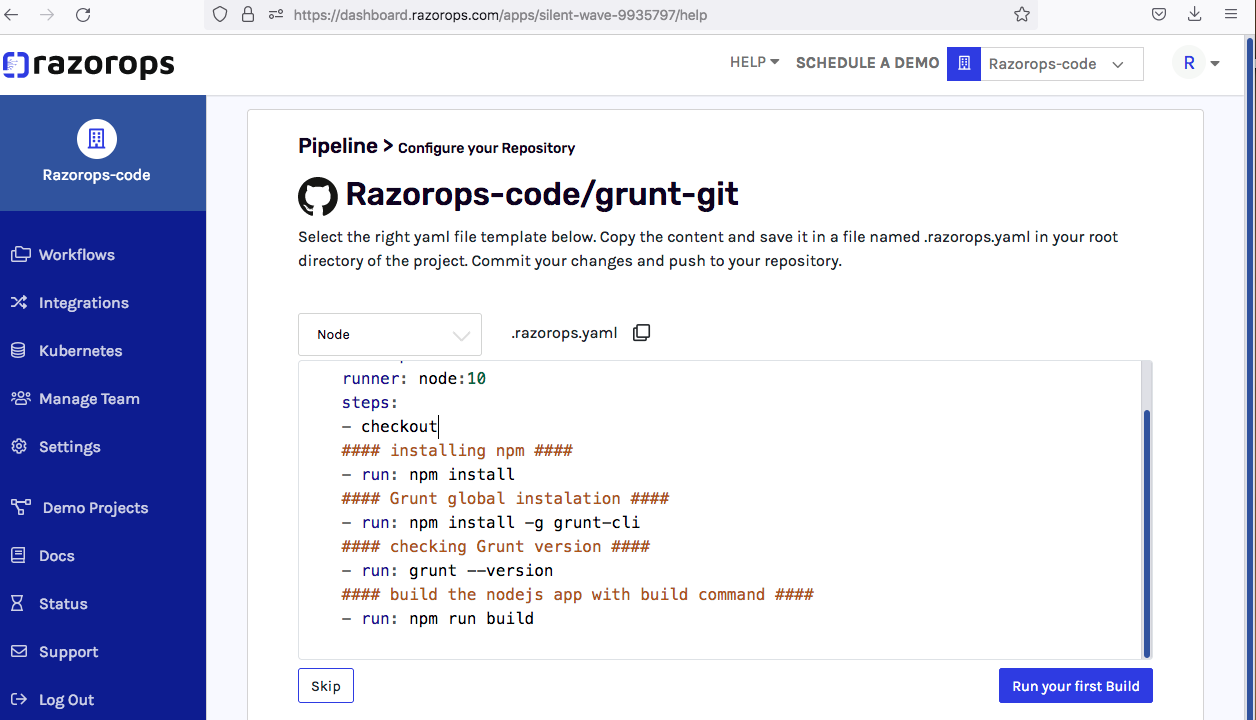 https://dashboard.razorops.com/apps/silent-wave-9935797/help
razorops
HELP
SCHEDULE A DEMO
Razorops-code
R
Razorops-code
Workflows
Integrations
Kubernetes
Manage Team
Settings
Demo Projects
Docs
Status
Support
Log Out
Pipeline > Configure your Repository
Razorops-code/grunt-git
Select the right yaml file template below. Copy the content and save it in a file named .razorops.yaml in your root
directory of the project. Commit your changes and push to your repository.
Node
.razorops.yaml
runner: node:10
steps:
- checkout
#### installing npm ####
- run: npm install
#### Grunt global instalation ####
- run: npm install -g grunt-cli
#### checking Grunt version ####
- run: grunt --version
#### build the nodejs app with build command ####
- run: npm run build
Skip
Run your first Build